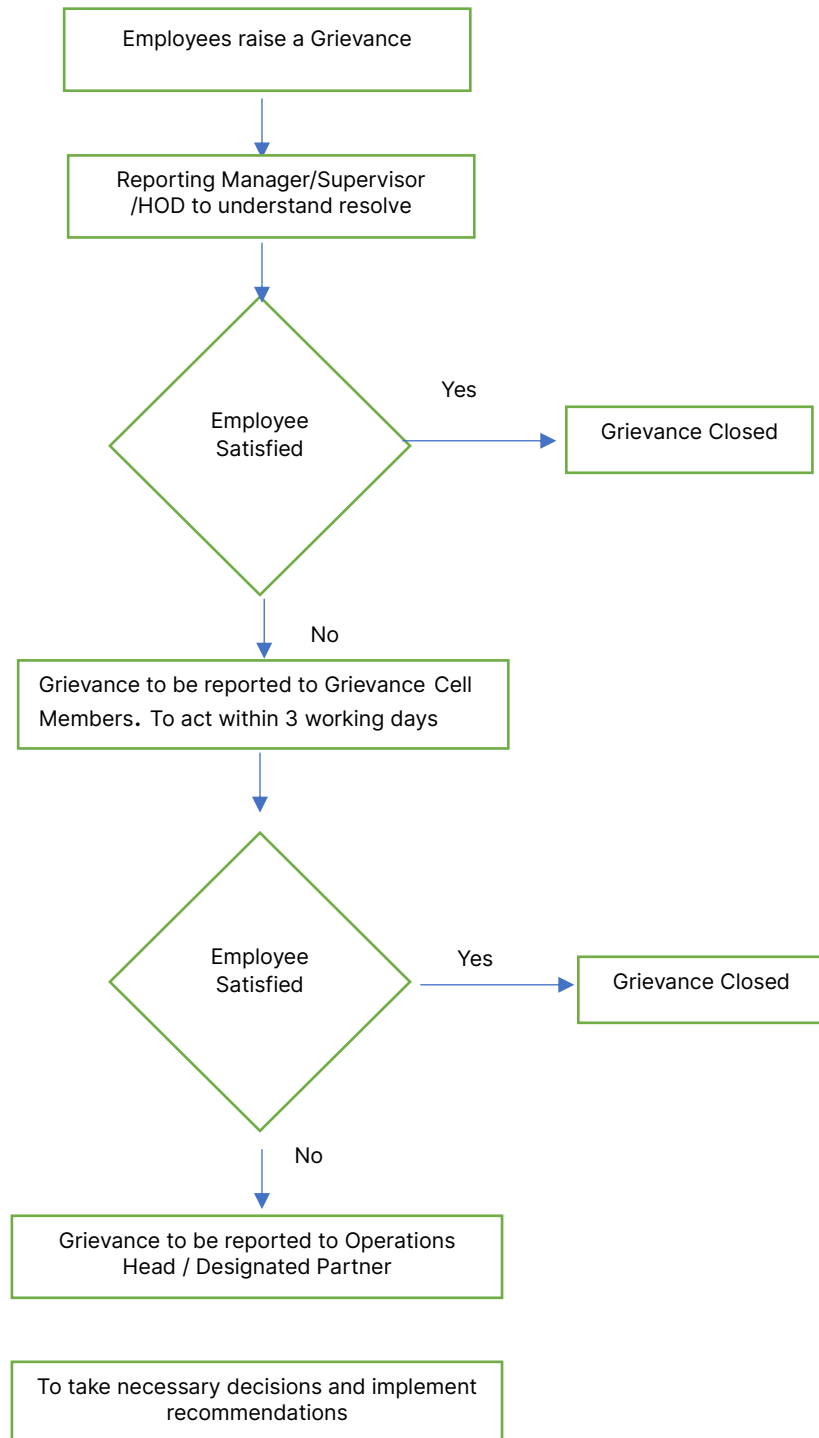 Employees raise a Grievance
Reporting Manager/Supervisor
/HOD to understand resolve
Employee
Satisfied
Yes
Grievance Closed
No
Grievance to be reported to Grievance Cell
Members. To act within 3 working days
Employee
Satisfied
Yes
Grievance Closed
No
Grievance to be reported to Operations
Head / Designated Partner
To take necessary decisions and implement
recommendations